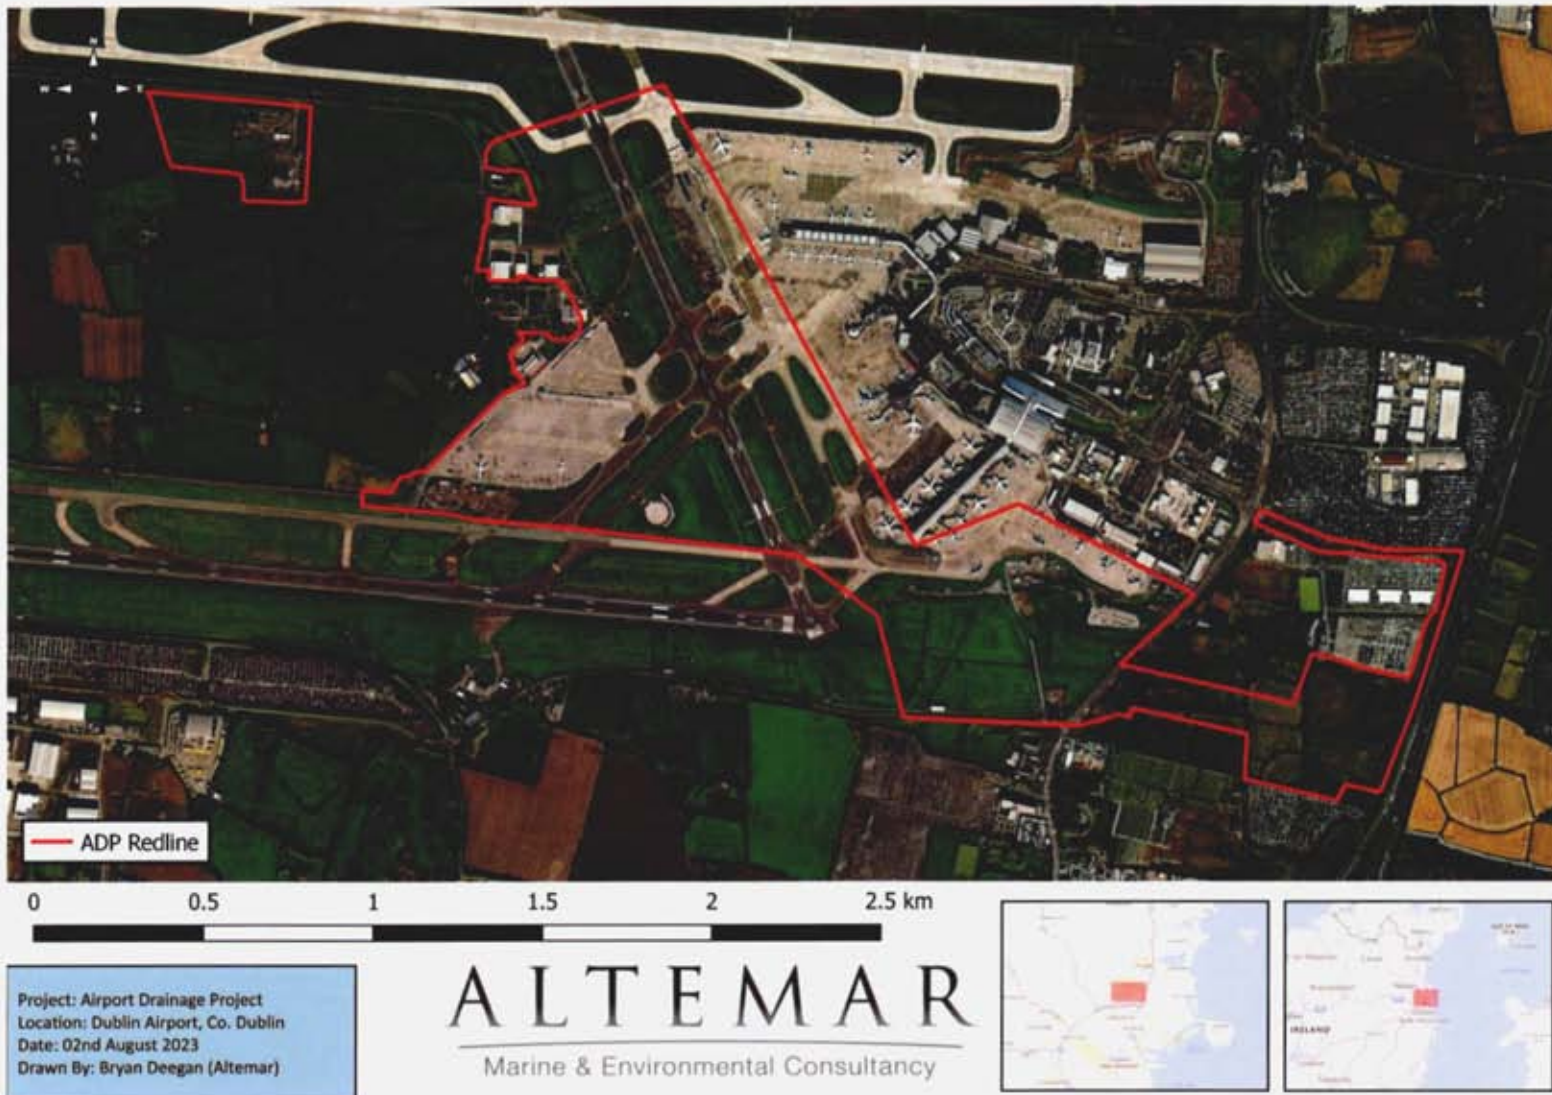 N
W
E
S
ADP Redline
0
0.5
1
1.5
2
2.5 km
Project: Airport Drainage Project
Location: Dublin Airport, Co. Dublin
Date: 02nd August 2023
Drawn By: Bryan Deegan (Altemar)
ALTEMAR
Marine & Environmental Consultancy
IRELAND